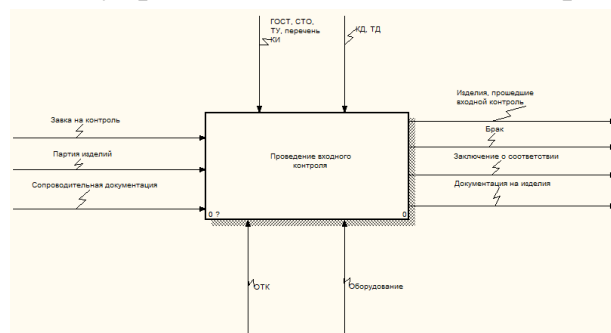 ГОСТ, СТО,
ТУ, перечень
КИ
КД, ТД
Завка на контроль
Партия изделий
Сопроводительная документация
Проведение входного
контроля
0 ?
0
Изделия, прошедшие
входной контроль
Брак
Заключение о соответствии
Документация на изделия
ОТК
Оборудование